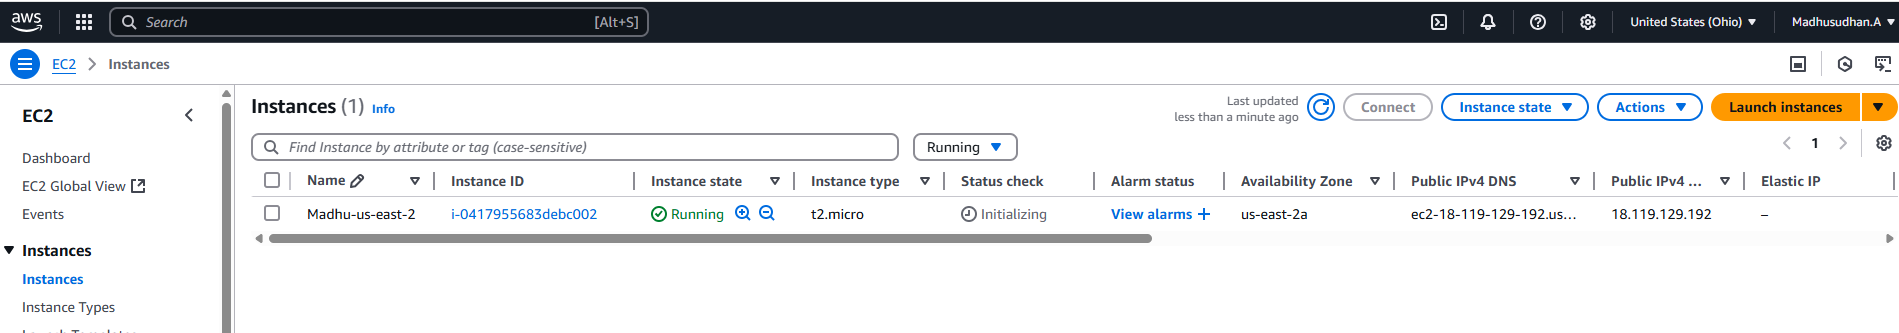 aws Search [Alt+S] United States (Ohio) Madhusudhan.A
EC2 Instances
EC2
Dashboard
EC2 Global View
Events
Instances
Instances
Instance Types
Instances (1) Info
Last updated
less than a minute ago
Connect Instance state Actions Launch instances
Find Instance by attribute or tag (case-sensitive) Running
1
Name Instance ID Instance state Instance type Status check Alarm status Availability Zone Public IPv4 DNS Public IPv4 ... Elastic IP
Madhu-us-east-2 i-0417955683debc002 Running t2.micro Initializing View alarms + us-east-2a ec2-18-119-129-192.us... 18.119.129.192 –